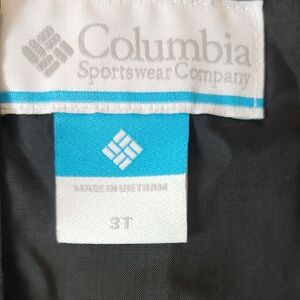 Columbia
Sportswear Company
MADE IN VIETNAM
3T